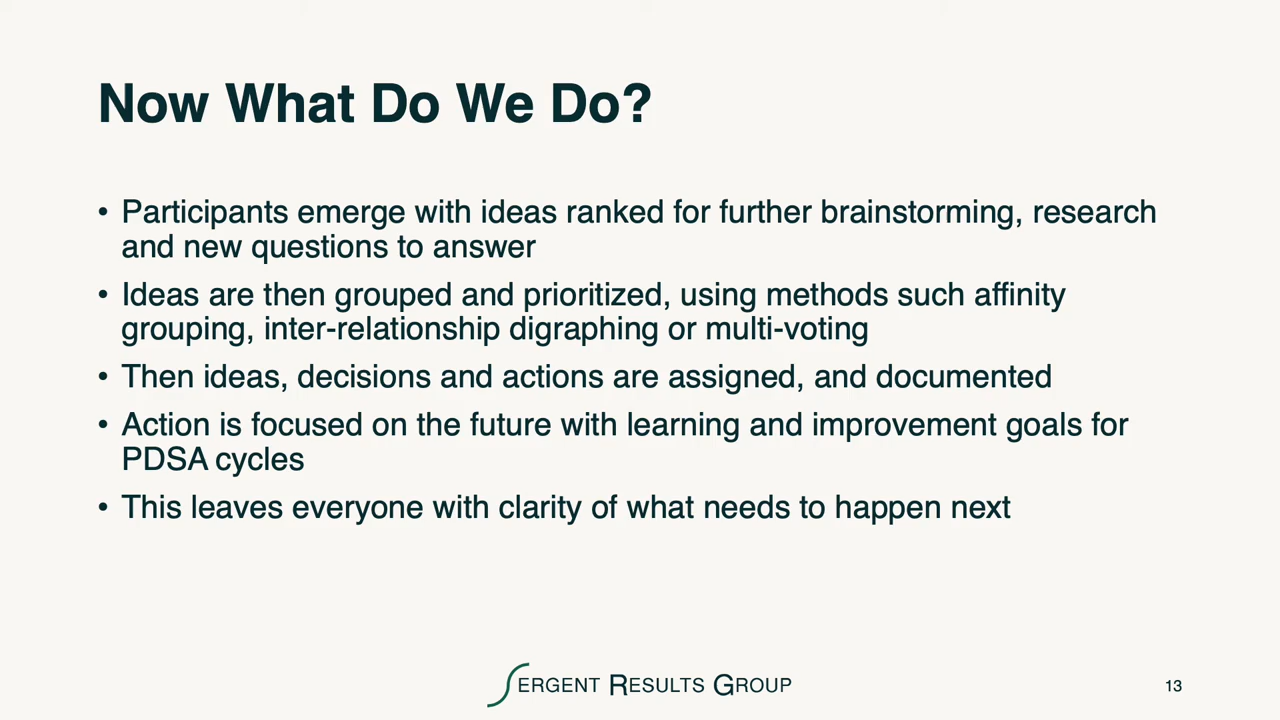 Now What Do We Do?
• Participants emerge with ideas ranked for further brainstorming, research
and new questions to answer
• Ideas are then grouped and prioritized, using methods such affinity
grouping, inter-relationship digraphing or multi-voting
• Then ideas, decisions and actions are assigned, and documented
• Action is focused on the future with learning and improvement goals for
PDSA cycles
• This leaves everyone with clarity of what needs to happen next
SERGENT RESULTS GROUP
13